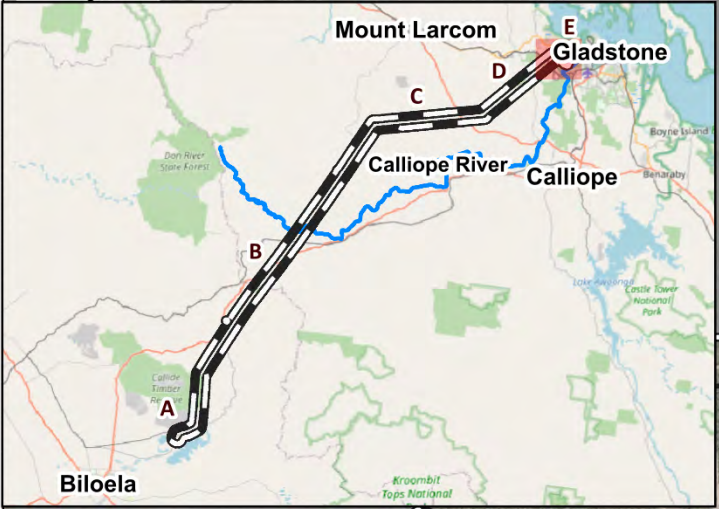 E
Mount Larcom
Gladstone
D
C
Boyne Island
Don River
State Forest
Calliope River
Calliope
Benaraby
B
Lake Awoonga
Castle Tower
National
Park
Callide
Timber
A
Biloela
Kroombit
Tops National